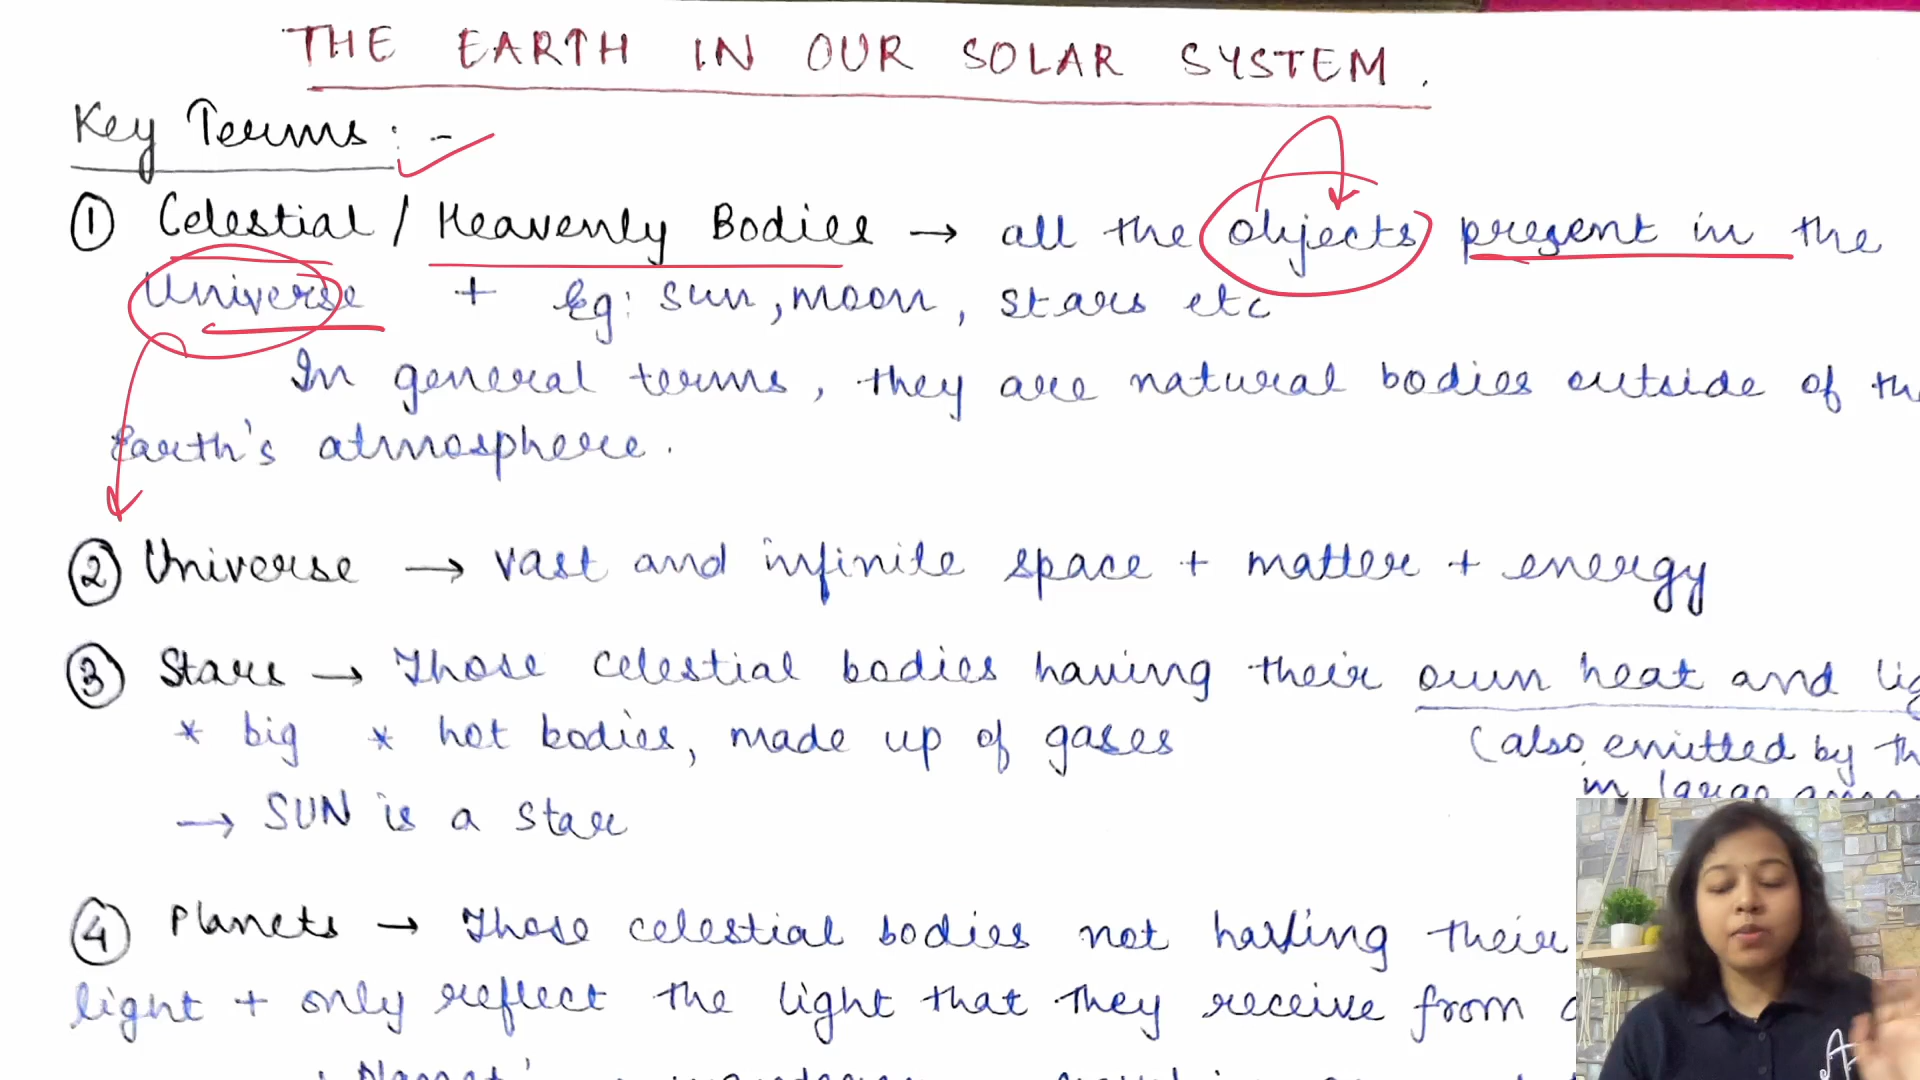 THE EARTH IN OUR SOLAR SYSTEM.
Key Terms :-
① Celestial / Heavenly Bodies → all the objects present in the
Universe + Eg: sun, moon, stars etc
In general terms, they are natural bodies outside of
Earth's atmosphere.
② Universe → vast and infinite space + matter + energy
③ Stars → Those celestial bodies having their own heat and
* big * hot bodies, made up of gases (also emitted by
in large
→ SUN is a star
④ Planets → Those celestial bodies not having their
light + only reflect the light that they receive from